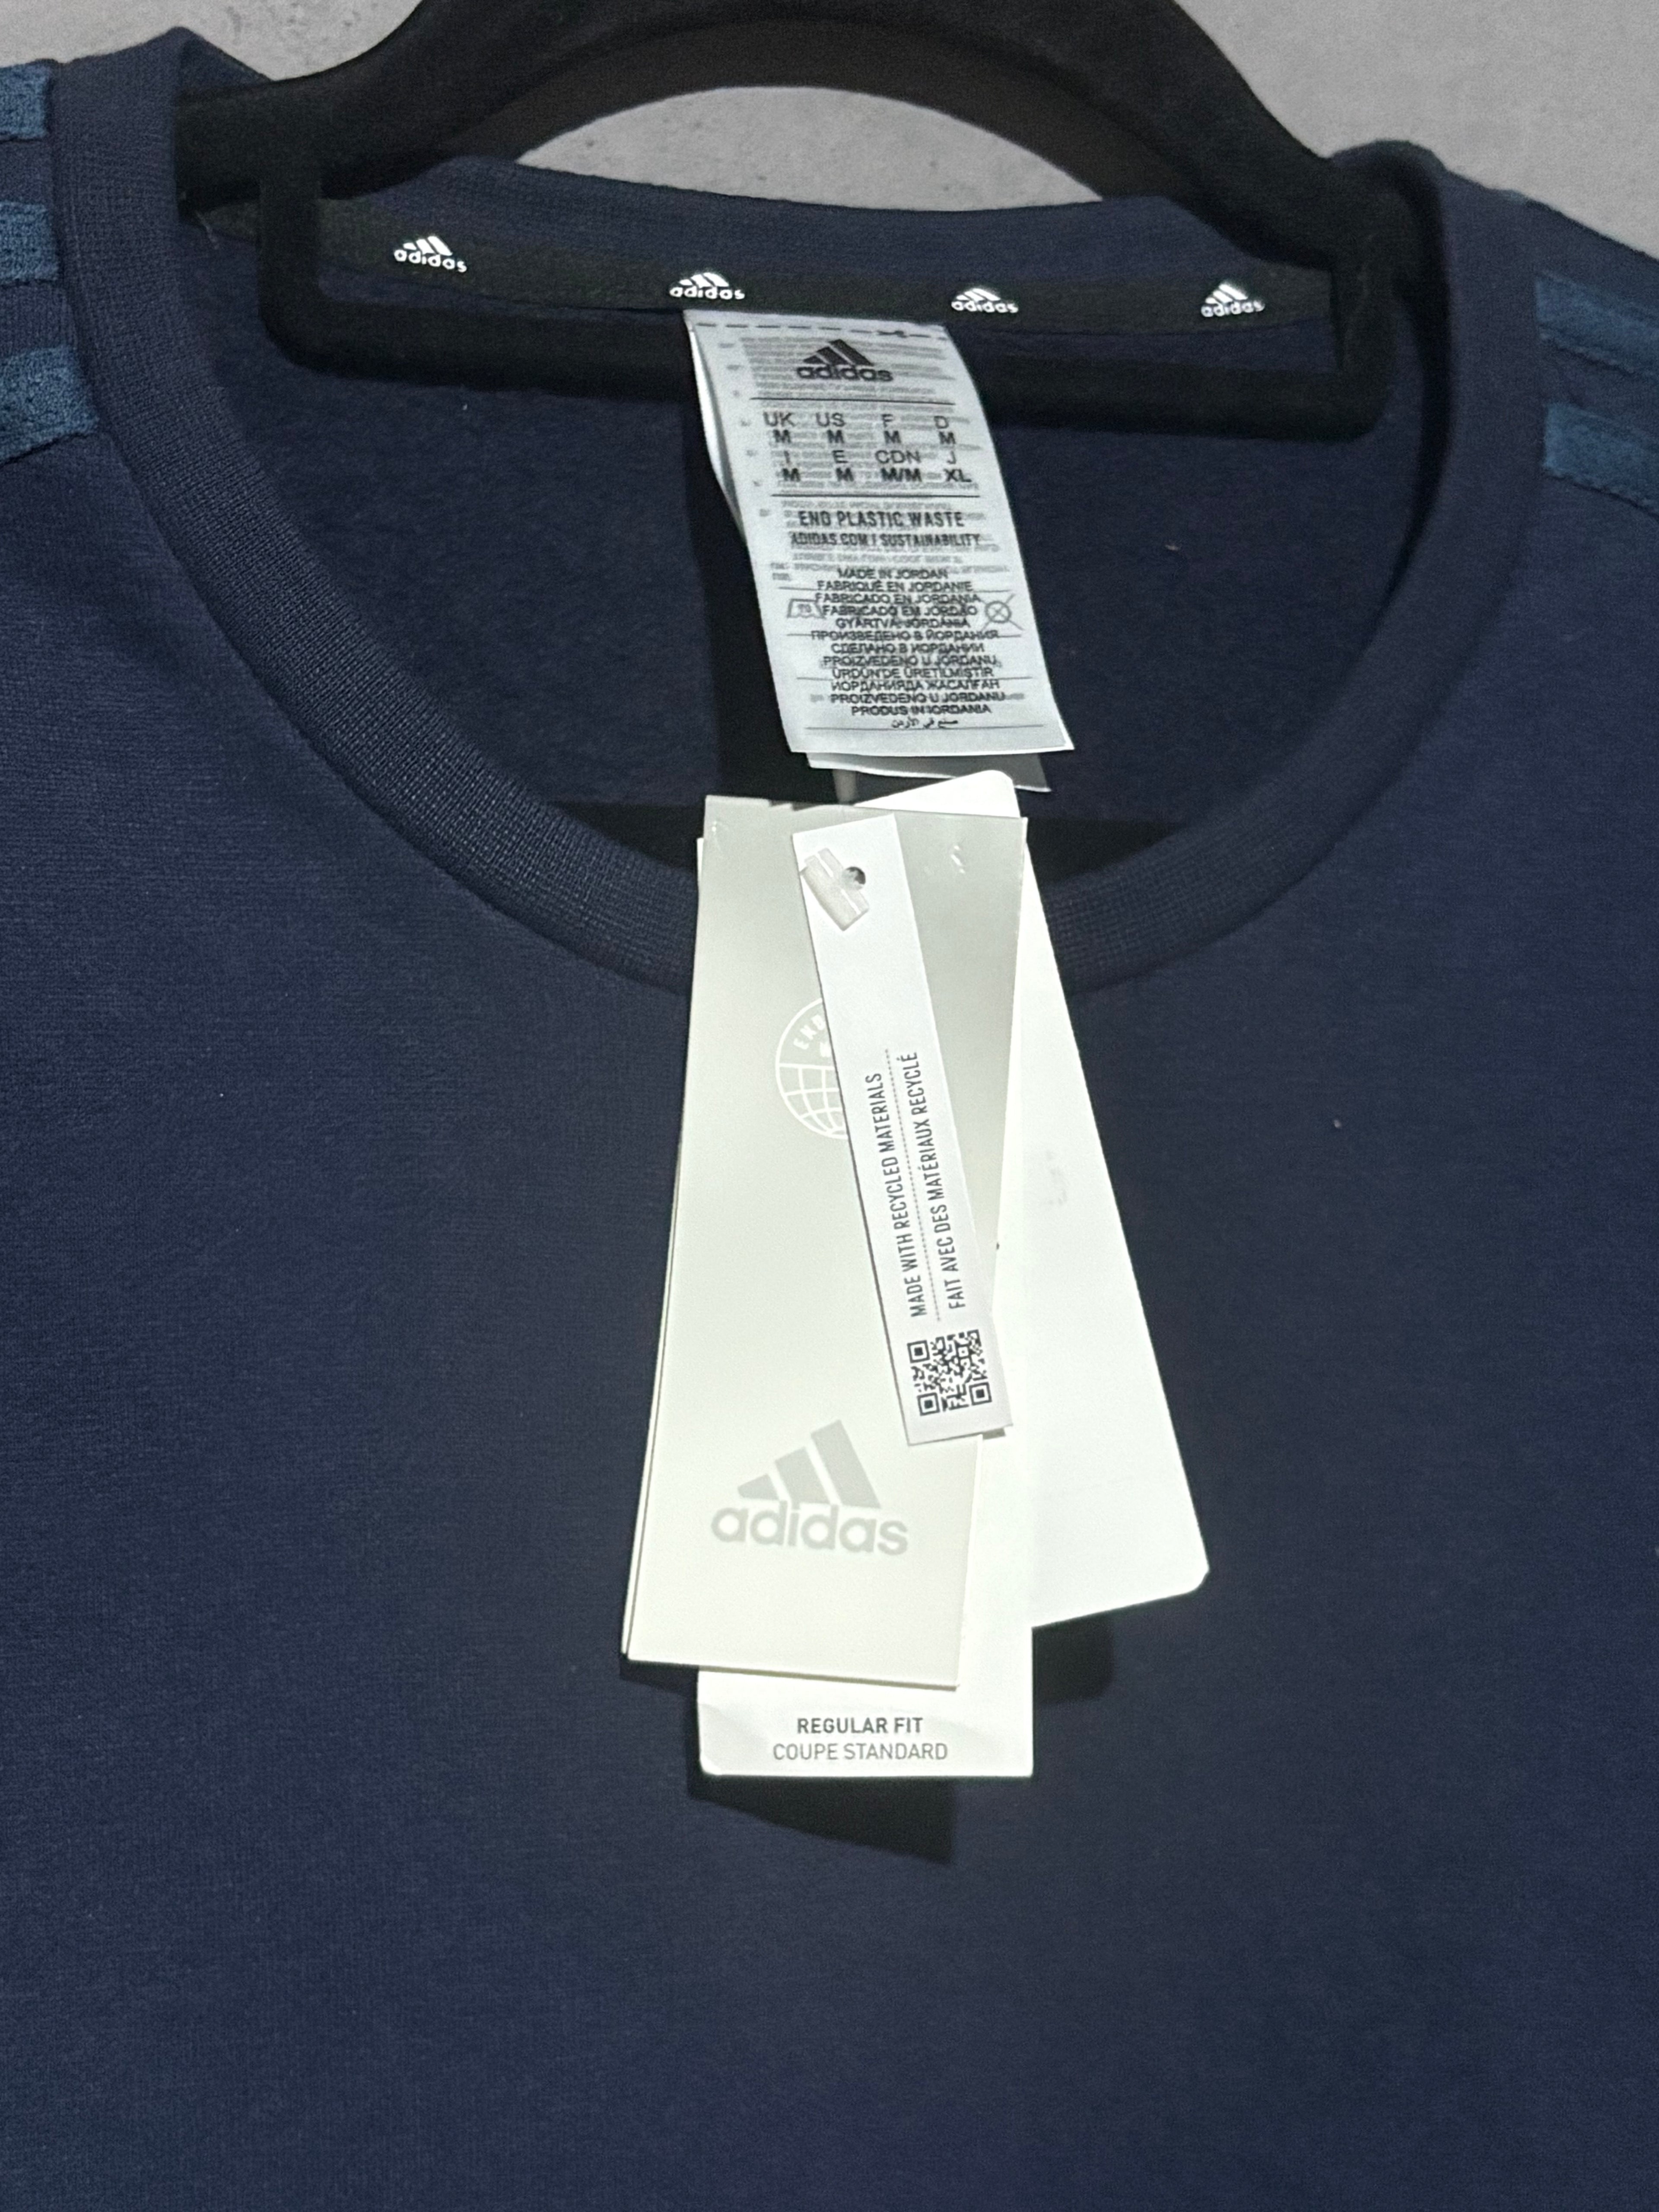 adidas
adidas
adidas
adidas
adidas
UK US F D
M M M M
I E CDN J
M M M/M XL
END PLASTIC WASTE
ADIDAS.COM / SUSTAINABILITY
MADE IN JORDAN
FABRIQUÉ EN JORDANIE
FABRICADO EN JORDANIA
FABRICADO EM JORDÃO
GYÁRTVA: JORDÁNIA
ПРОИЗВЕДЕНО В ЙОРДАНИЯ
СДЕЛАНО В ИОРДАНИИ
PROIZVEDENO U JORDANU
ÜRDÜN'DE ÜRETİLMİŞTİR
ИОРДАНИЯДА ЖАСАЛҒАН
PROIZVEDENO U JORDANU
PRODUS IN IORDANIA
صنع في الأردن
MADE WITH RECYCLED MATERIALS
FAIT AVEC DES MATÉRIAUX RECYCLÉ
adidas
REGULAR FIT
COUPE STANDARD